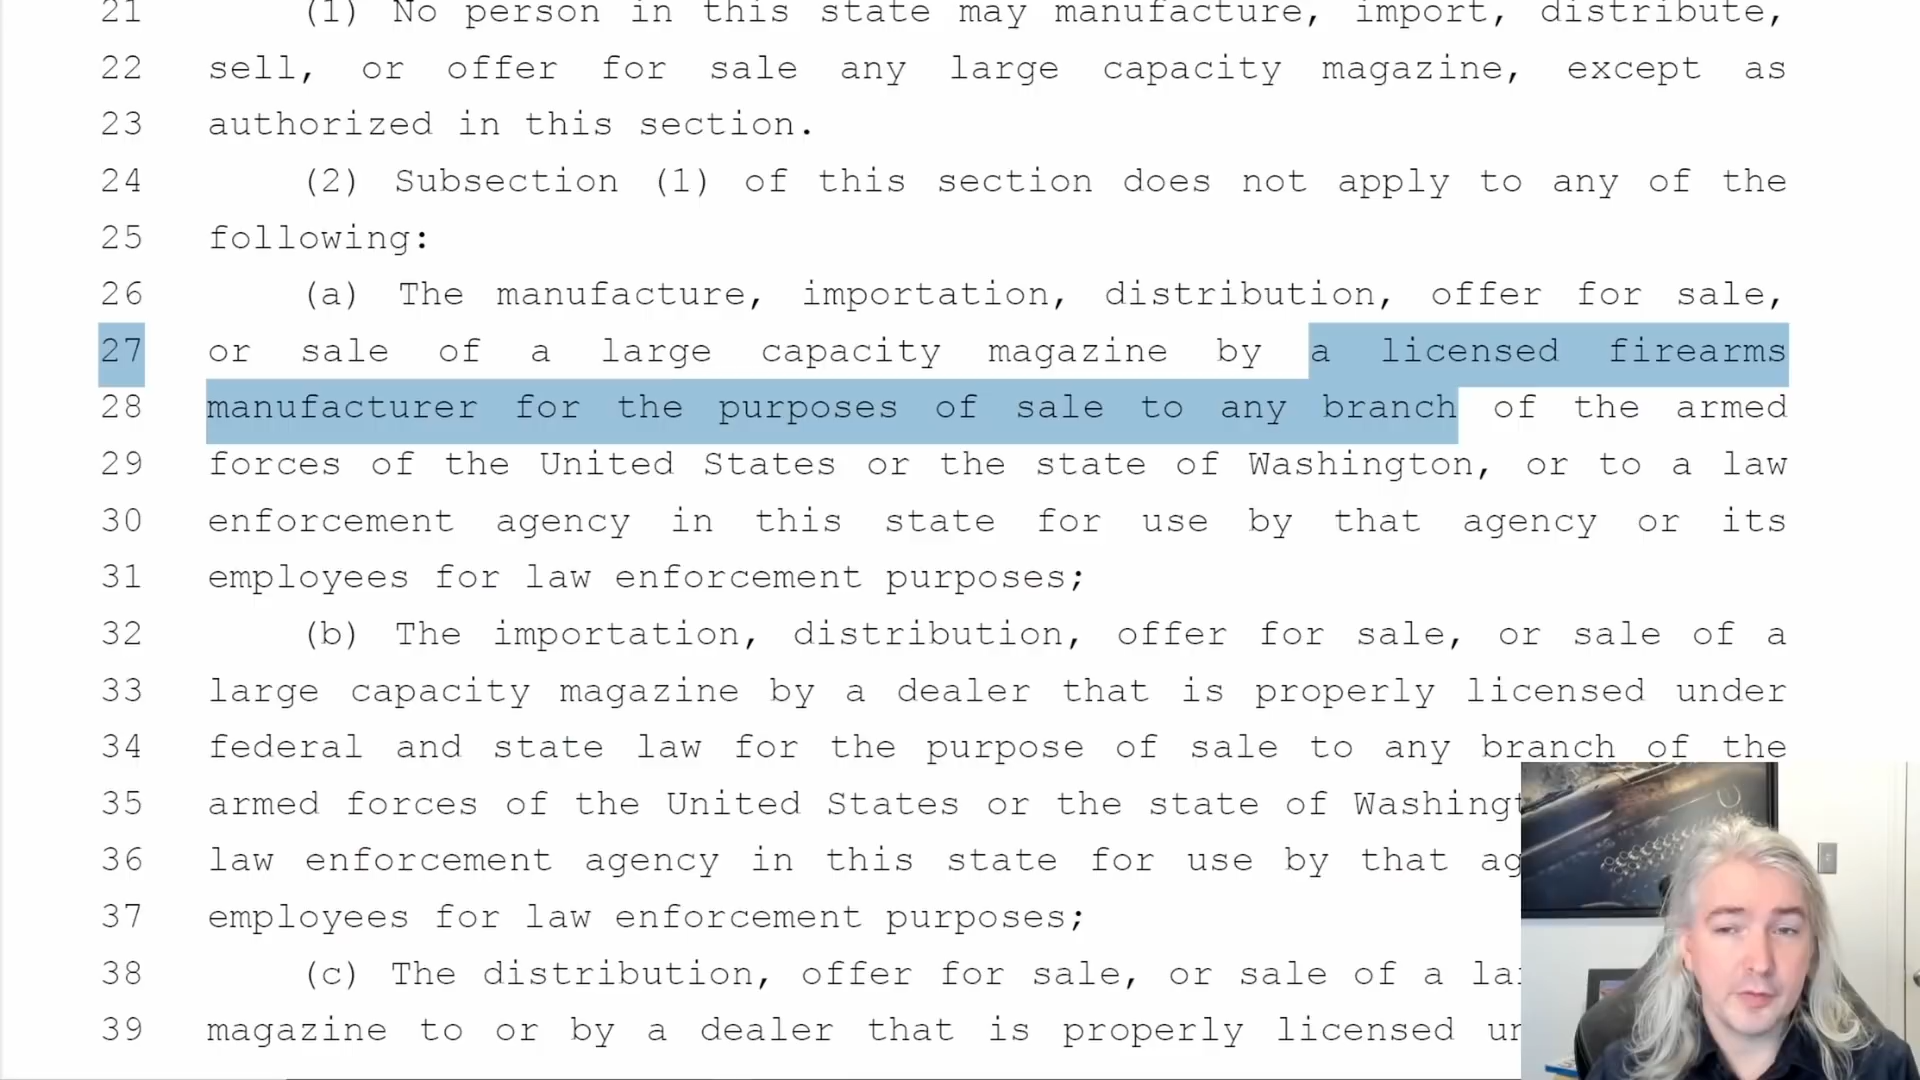 21 (1) No person in this state may manufacture, import, distribute,
22 sell, or offer for sale any large capacity magazine, except as
23 authorized in this section.
24 (2) Subsection (1) of this section does not apply to any of the
25 following:
26 (a) The manufacture, importation, distribution, offer for sale,
27 or sale of a large capacity magazine by a licensed firearms
28 manufacturer for the purposes of sale to any branch of the armed
29 forces of the United States or the state of Washington, or to a law
30 enforcement agency in this state for use by that agency or its
31 employees for law enforcement purposes;
32 (b) The importation, distribution, offer for sale, or sale of a
33 large capacity magazine by a dealer that is properly licensed under
34 federal and state law for the purpose of sale to any branch of the
35 armed forces of the United States or the state of
36 law enforcement agency in this state for use by that
37 employees for law enforcement purposes;
38 (c) The distribution, offer for sale, or sale of a
39 magazine to or by a dealer that is properly licensed